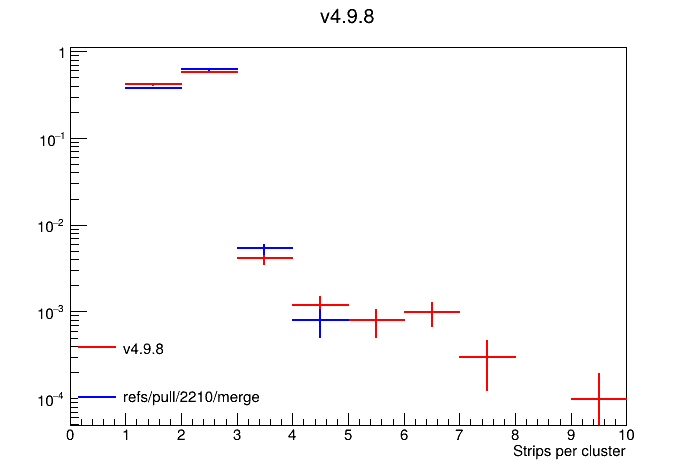 v4.9.8
1
10⁻¹
10⁻²
10⁻³
10⁻⁴
v4.9.8
refs/pull/2210/merge
0 1 2 3 4 5 6 7 8 9 10
Strips per cluster